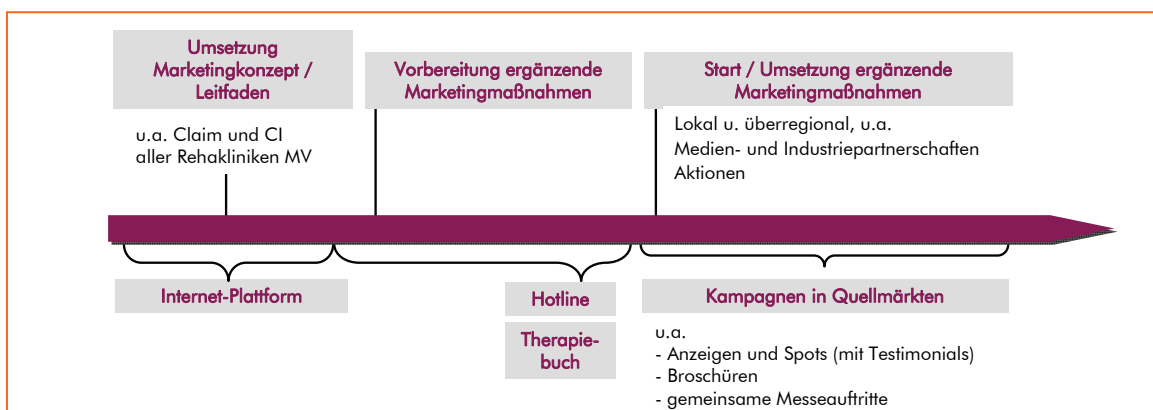 Umsetzung
Marketingkonzept /
Leitfaden
u.a. Claim und CI
aller Rehakliniken MV
Vorbereitung ergänzende
Marketingmaßnahmen
Start / Umsetzung ergänzende
Marketingmaßnahmen
Lokal u. überregional, u.a.
Medien- und Industriepartnerschaften
Aktionen
Internet-Plattform
Hotline
Therapie-
buch
Kampagnen in Quellmärkten
u.a.
- Anzeigen und Spots (mit Testimonials)
- Broschüren
- gemeinsame Messeauftritte